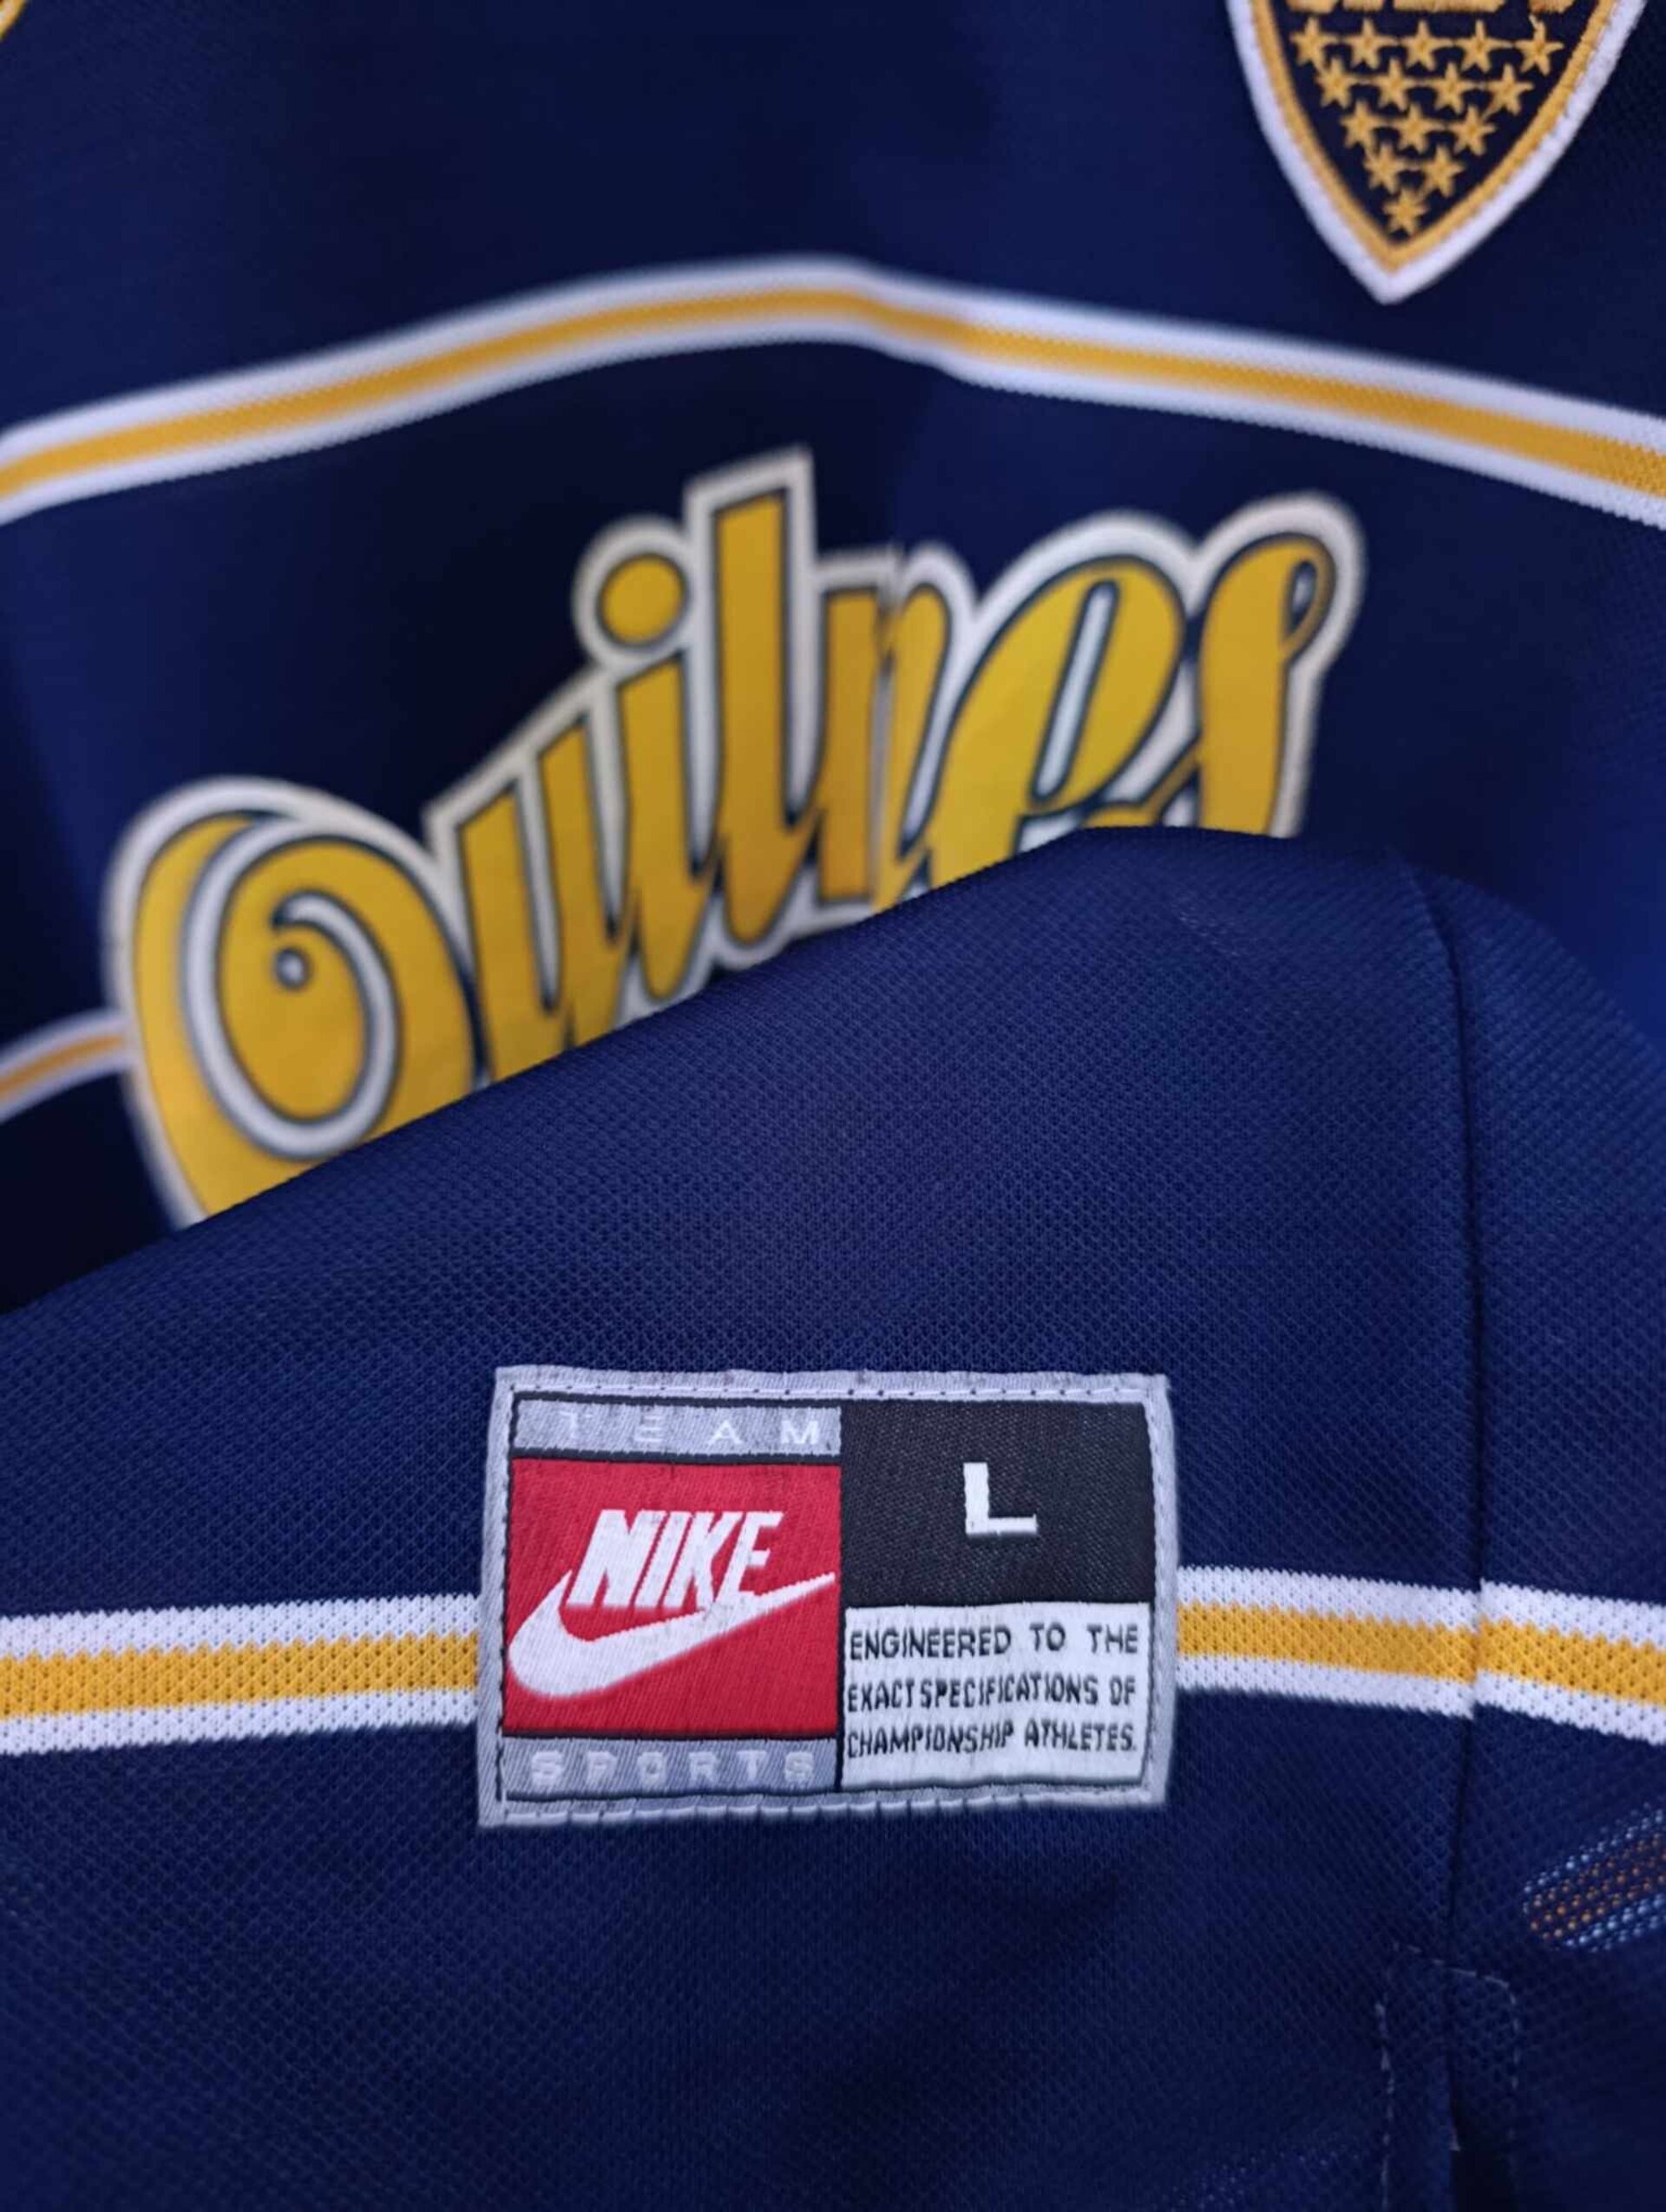 Quilmes
TEAM
NIKE
SPORTS
L
ENGINEERED TO THE
EXACT SPECIFICATIONS OF
CHAMPIONSHIP ATHLETES.